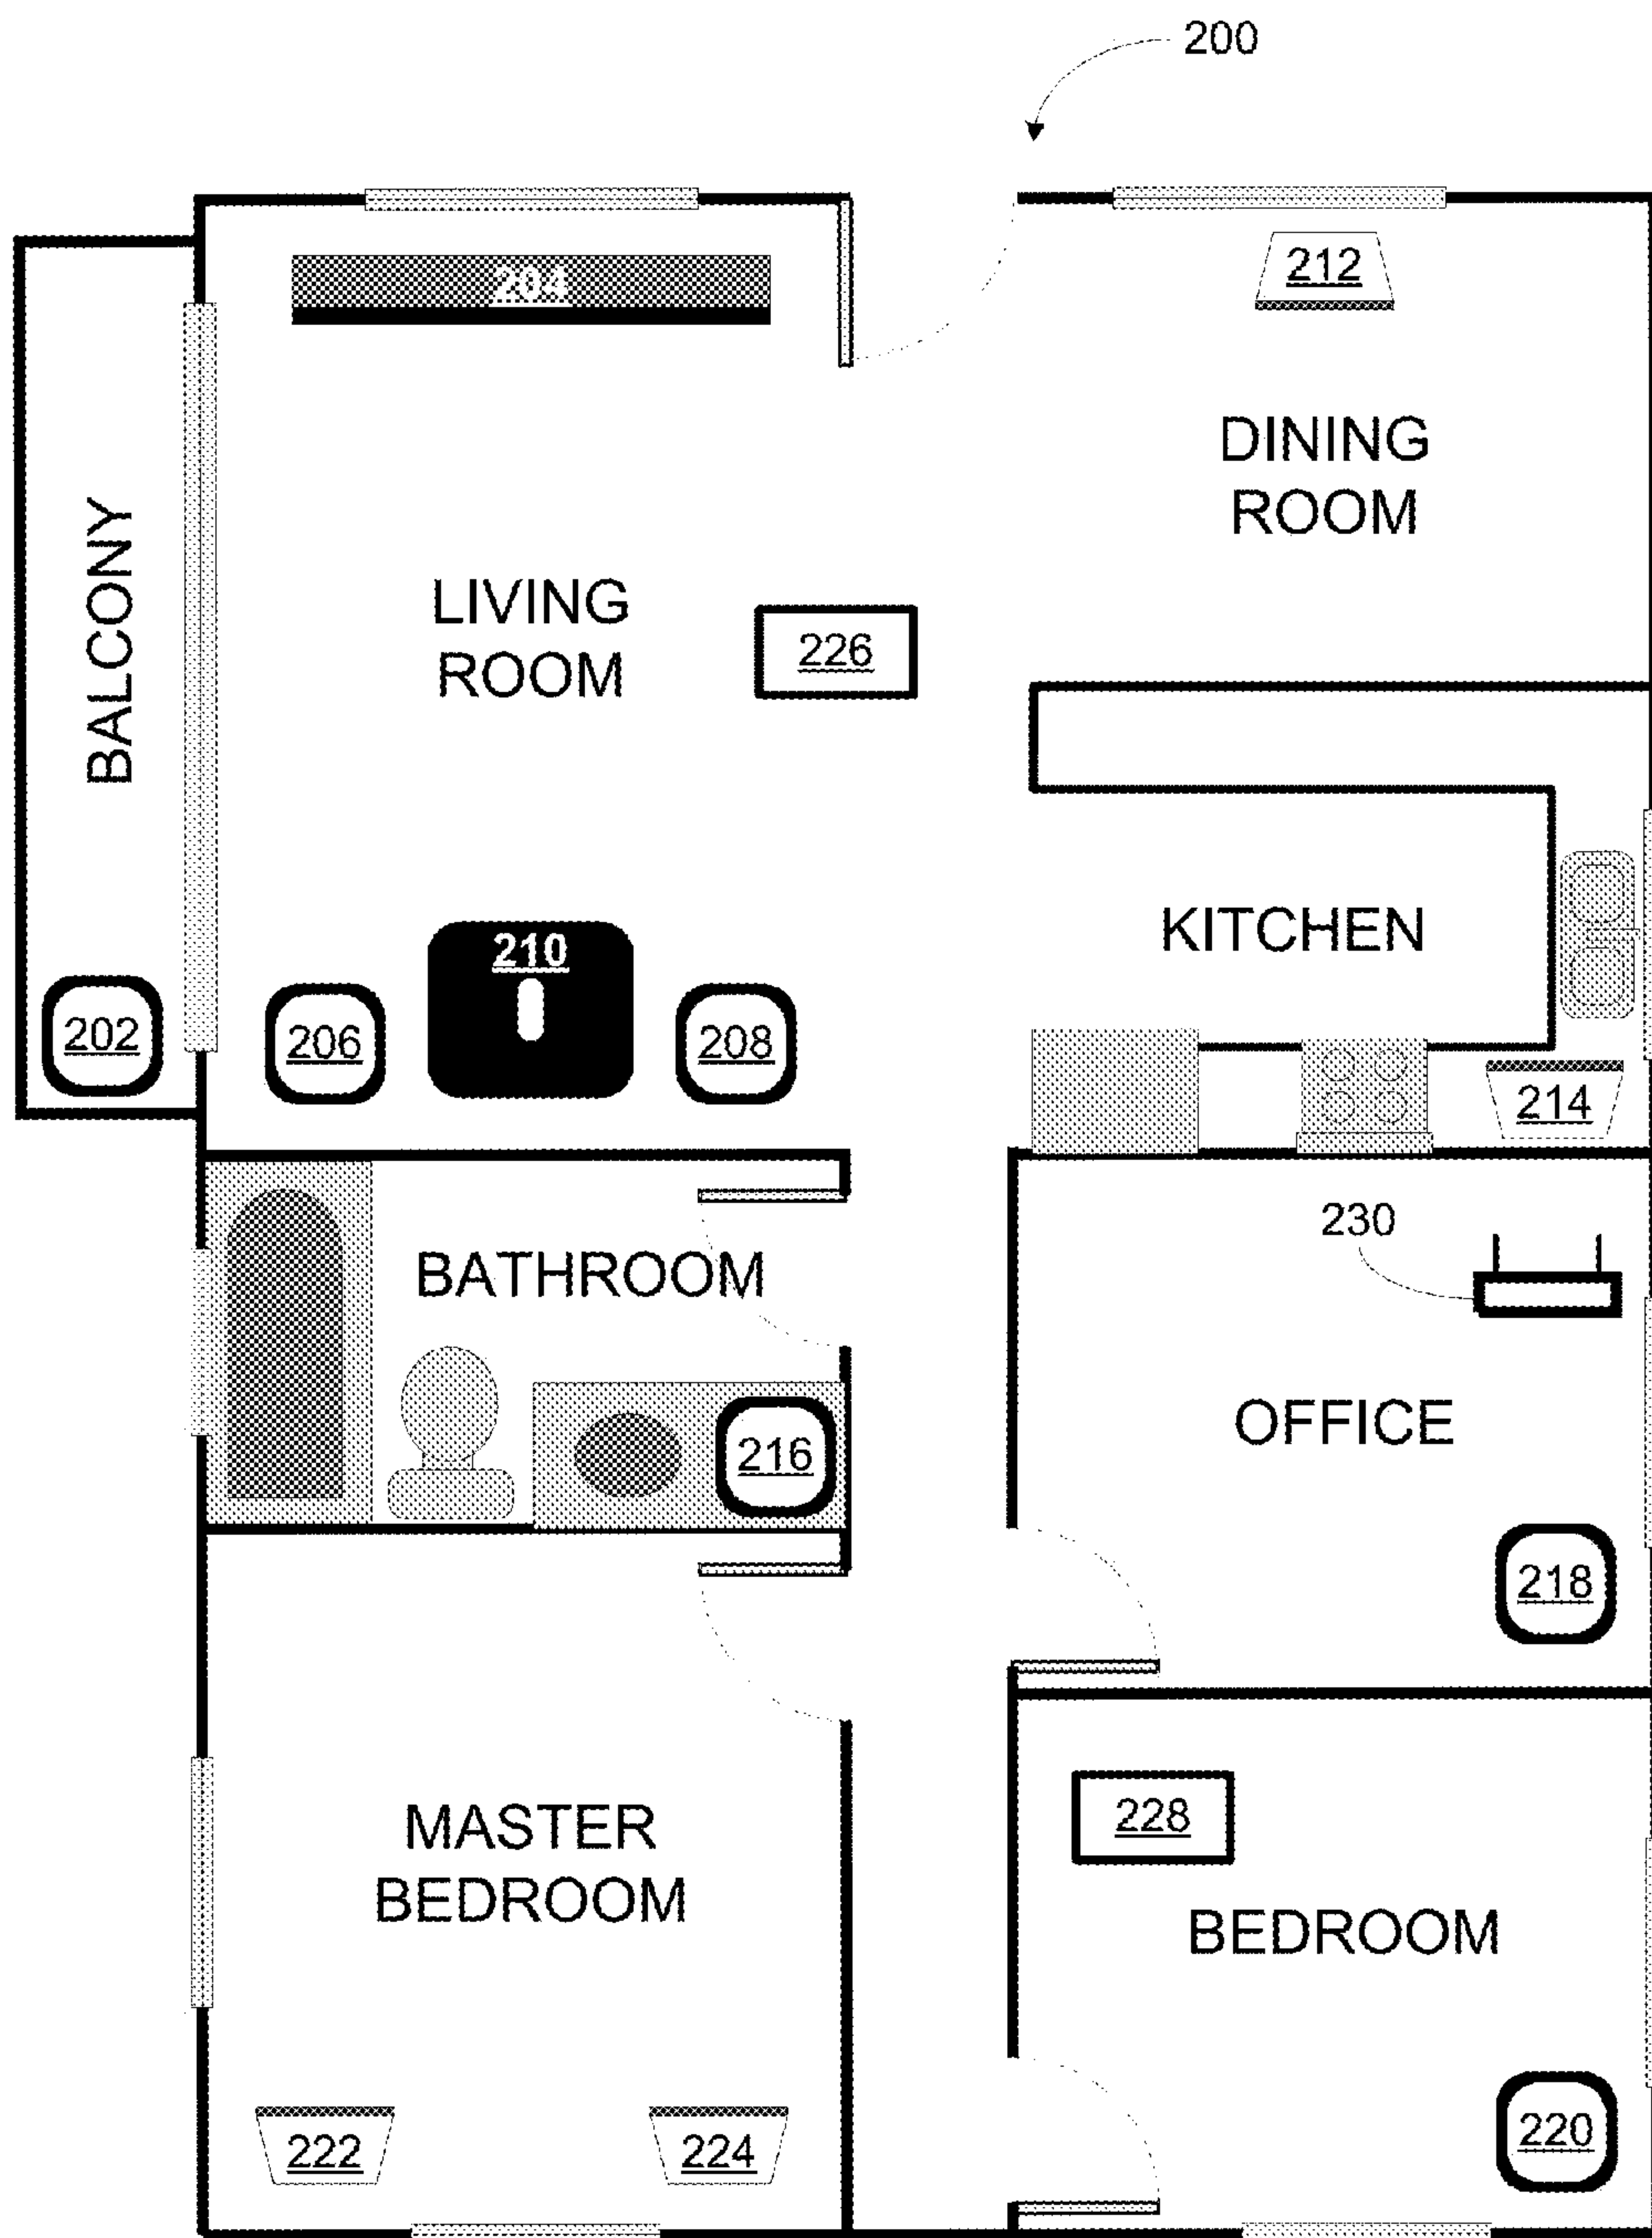 200
204
212
DINING
ROOM
BALCONY
LIVING
ROOM
226
KITCHEN
210
202
206
208
214
230
BATHROOM
OFFICE
216
218
MASTER
BEDROOM
228
BEDROOM
222
224
220